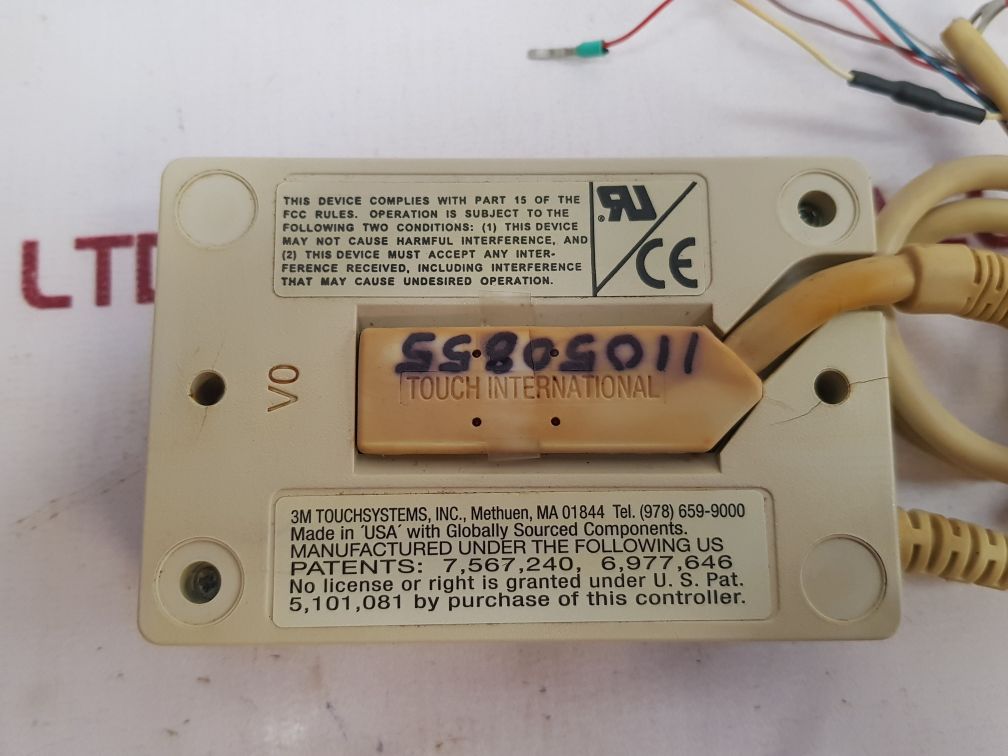 THIS DEVICE COMPLIES WITH PART 15 OF THE
FCC RULES. OPERATION IS SUBJECT TO THE
FOLLOWING TWO CONDITIONS: (1) THIS DEVICE
MAY NOT CAUSE HARMFUL INTERFERENCE, AND
(2) THIS DEVICE MUST ACCEPT ANY INTER-
FERENCE RECEIVED, INCLUDING INTERFERENCE
THAT MAY CAUSE UNDESIRED OPERATION.
RU®
CE
LTD
V0
11050855
TOUCH INTERNATIONAL
3M TOUCHSYSTEMS, INC., Methuen, MA 01844 Tel. (978) 659-9000
Made in ´USA´ with Globally Sourced Components.
MANUFACTURED UNDER THE FOLLOWING US
PATENTS: 7,567,240, 6,977,646
No license or right is granted under U. S. Pat.
5,101,081 by purchase of this controller.